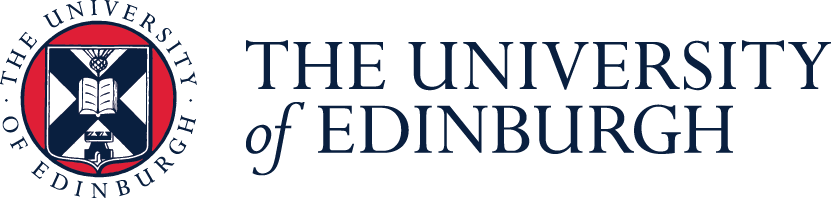 THE UNIVERSITY
OF EDINBURGH
THE UNIVERSITY
of EDINBURGH